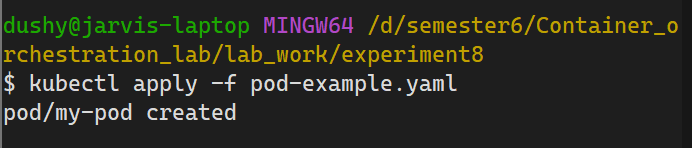 dushy@jarvis-laptop MINGW64 /d/semester6/Container_o
rchestration_lab/lab_work/experiment8
$ kubectl apply -f pod-example.yaml
pod/my-pod created